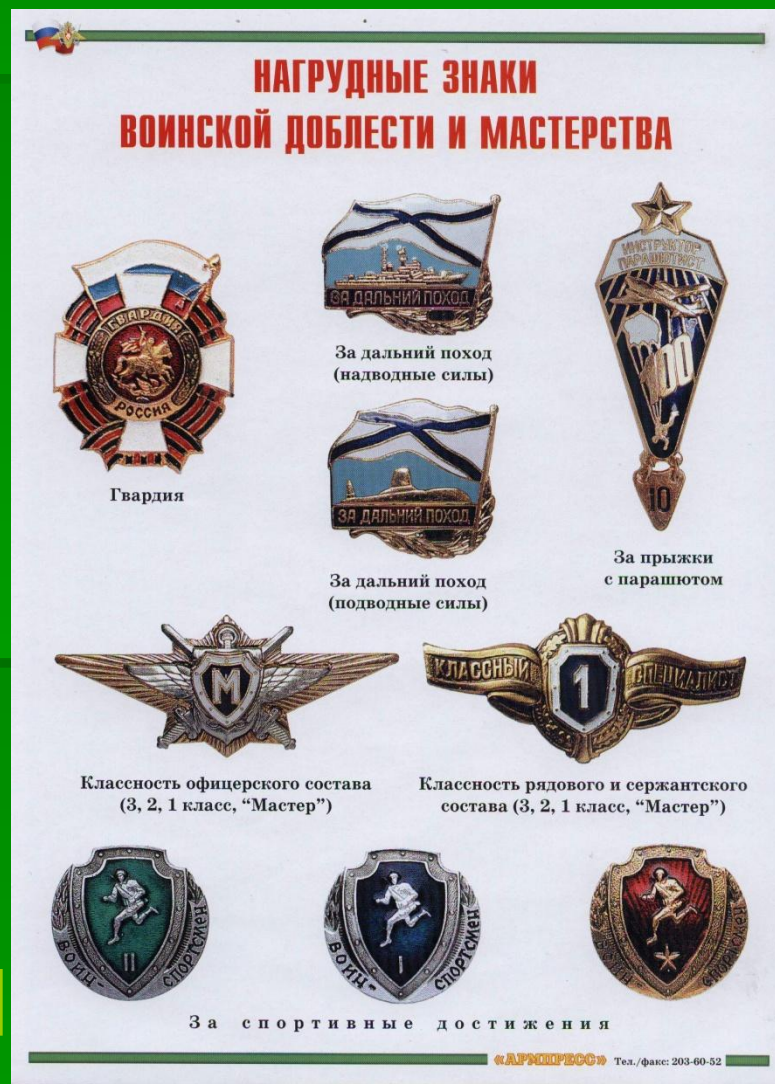 НАГРУДНЫЕ ЗНАКИ
ВОИНСКОЙ ДОБЛЕСТИ И МАСТЕРСТВА
ГВАРДИЯ
РОССИЯ
Гвардия
ЗА ДАЛЬНИЙ ПОХОД
За дальний поход
(надводные силы)
ЗА ДАЛЬНИЙ ПОХОД
За дальний поход
(подводные силы)
ИНСТРУКТОР
ПАРАШЮТИСТ
100
10
За прыжки
с парашютом
М
Классность офицерского состава
(3, 2, 1 класс, “Мастер”)
КЛАССНЫЙ 1 СПЕЦИАЛИСТ
Классность рядового и сержантского
состава (3, 2, 1 класс, “Мастер”)
II
ВОИН-СПОРТСМЕН
I
ВОИН-СПОРТСМЕН
ВОИН-СПОРТСМЕН
За спортивные достижения
«АРМПРЕСС» Тел./факс: 203-60-52